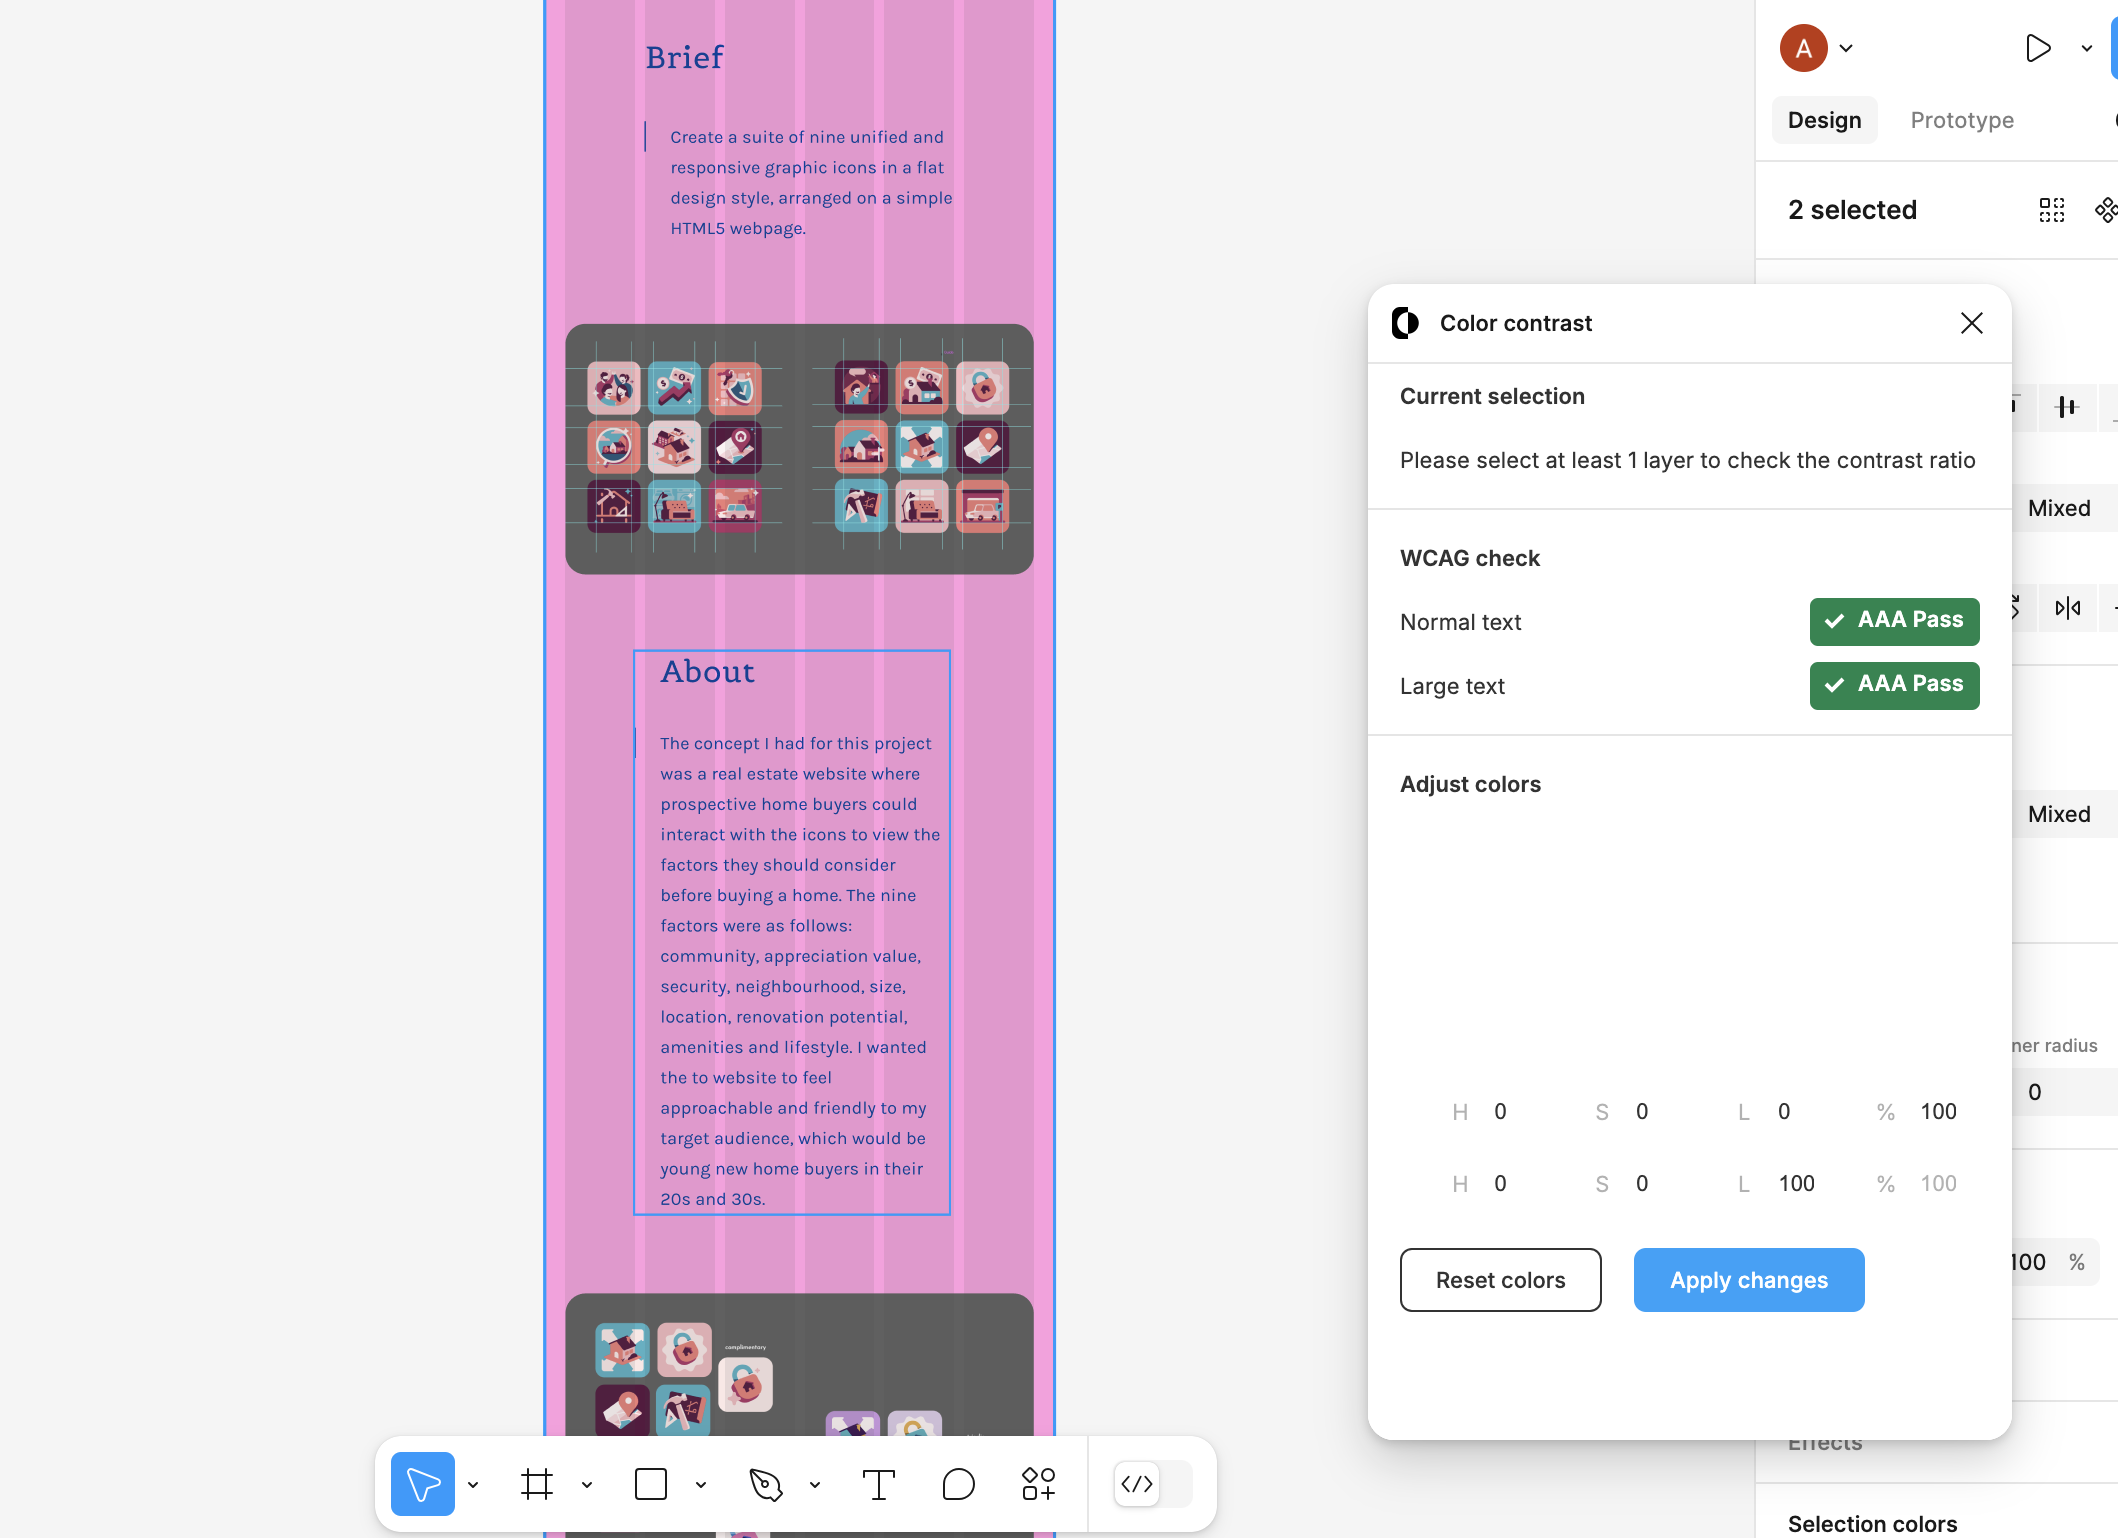 Brief
Create a suite of nine unified and
responsive graphic icons in a flat
design style, arranged on a simple
HTML5 webpage.
About
The concept I had for this project
was a real estate website where
prospective home buyers could
interact with the icons to view the
factors they should consider
before buying a home. The nine
factors were as follows:
community, appreciation value,
security, neighbourhood, size,
location, renovation potential,
amenities and lifestyle. I wanted
the to website to feel
approachable and friendly to my
target audience, which would be
young new home buyers in their
20s and 30s.
complimentary
A
Design
Prototype
2 selected
Color contrast
Current selection
Please select at least 1 layer to check the contrast ratio
WCAG check
Normal text
AAA Pass
Large text
AAA Pass
Adjust colors
H 0 S 0 L 0 % 100
H 0 S 0 L 100 % 100
Reset colors
Apply changes
Mixed
Mixed
ner radius
0
100 %
Effects
Selection colors